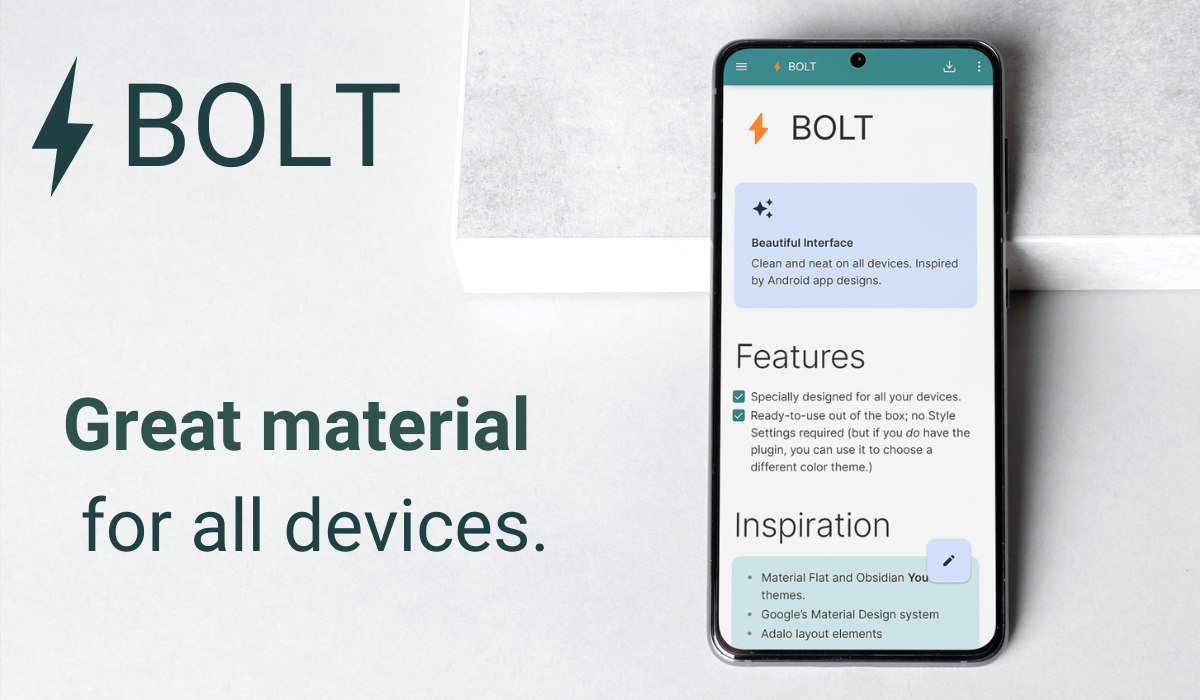 BOLT
Great material
for all devices.
BOLT
BOLT
Beautiful Interface
Clean and neat on all devices. Inspired
by Android app designs.
Features
Specially designed for all your devices.
Ready-to-use out of the box; no Style
Settings required (but if you do have the
plugin, you can use it to choose a
different color theme.)
Inspiration
Material Flat and Obsidian You
themes.
Google's Material Design system
Adalo layout elements